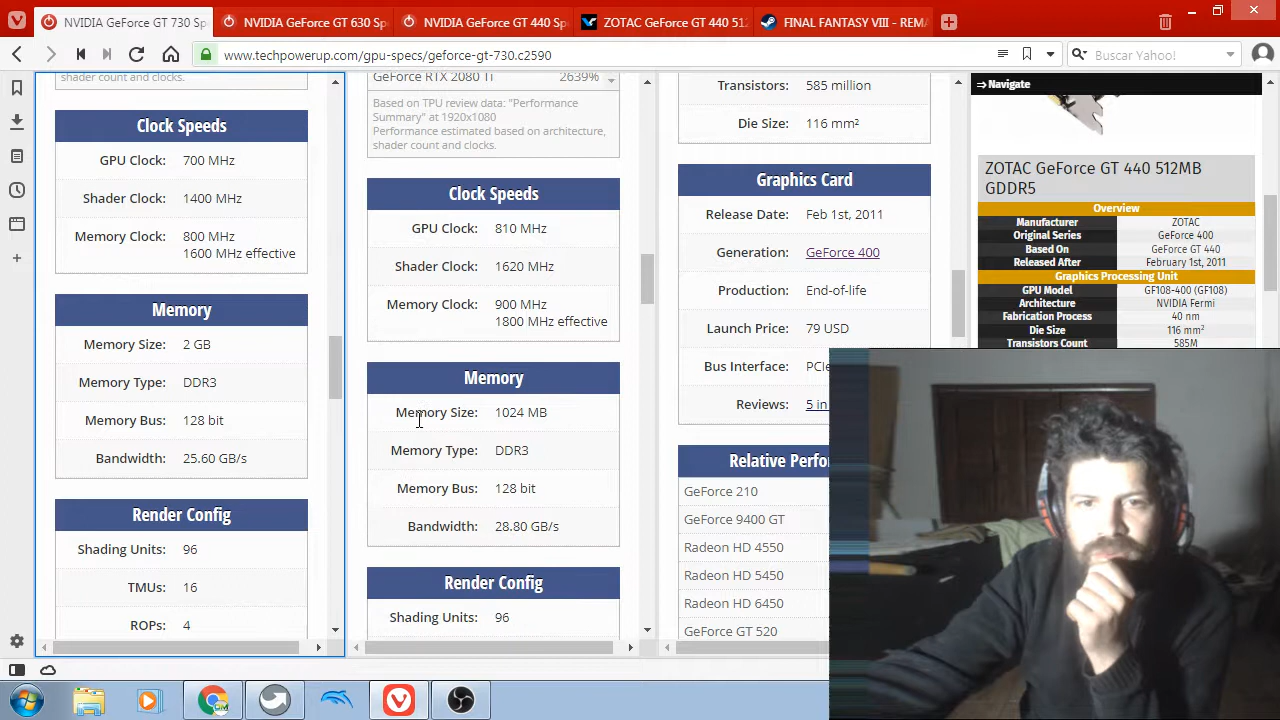 NVIDIA GeForce GT 730 Spec
NVIDIA GeForce GT 630 Sp
NVIDIA GeForce GT 440 Sp
ZOTAC GeForce GT 440 512
FINAL FANTASY VIII - REM
www.techpowerup.com/gpu-specs/geforce-gt-730.c2590
Buscar Yahoo!
shader count and clocks.
Clock Speeds
GPU Clock: 700 MHz
Shader Clock: 1400 MHz
Memory Clock: 800 MHz
1600 MHz effective
Memory
Memory Size: 2 GB
Memory Type: DDR3
Memory Bus: 128 bit
Bandwidth: 25.60 GB/s
Render Config
Shading Units: 96
TMUs: 16
ROPs: 4
GeForce RTX 2080 Ti 2639%
Based on TPU review data: "Performance
Summary" at 1920x1080
Performance estimated based on architecture,
shader count and clocks.
Clock Speeds
GPU Clock: 810 MHz
Shader Clock: 1620 MHz
Memory Clock: 900 MHz
1800 MHz effective
Memory
Memory Size: 1024 MB
Memory Type: DDR3
Memory Bus: 128 bit
Bandwidth: 28.80 GB/s
Render Config
Shading Units: 96
Transistors: 585 million
Die Size: 116 mm²
Graphics Card
Release Date: Feb 1st, 2011
Generation: GeForce 400
Production: End-of-life
Launch Price: 79 USD
Bus Interface: PCIe
Reviews: 5 in
Relative Perfo
GeForce 210
GeForce 9400 GT
Radeon HD 4550
Radeon HD 5450
Radeon HD 6450
GeForce GT 520
⇒ Navigate
ZOTAC GeForce GT 440 512MB
GDDR5
Overview
Manufacturer ZOTAC
Original Series GeForce 400
Based On GeForce GT 440
Released After February 1st, 2011
Graphics Processing Unit
GPU Model GF108-400 (GF108)
Architecture NVIDIA Fermi
Fabrication Process 40 nm
Die Size 116 mm²
Transistors Count 585M